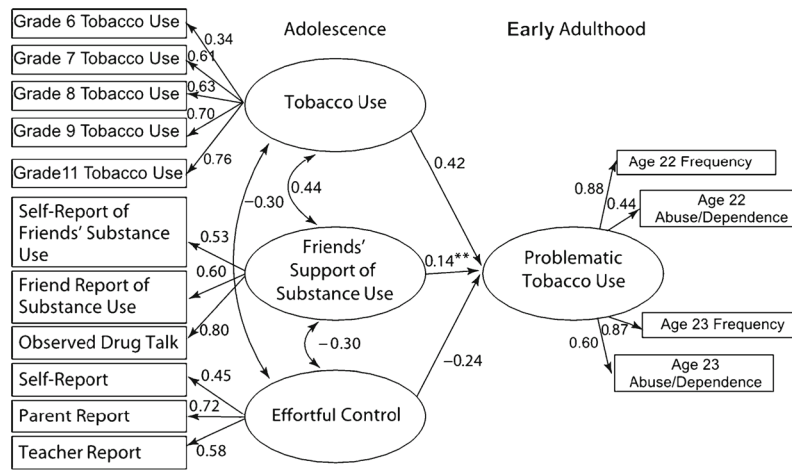 Adolescence
Early Adulthood
Grade 6 Tobacco Use
Grade 7 Tobacco Use
Grade 8 Tobacco Use
Grade 9 Tobacco Use
Grade11 Tobacco Use
0.34
0.61
0.63
0.70
0.76
Tobacco Use
Self-Report of
Friends' Substance
Use
Friend Report of
Substance Use
Observed Drug Talk
0.53
0.60
0.80
Friends'
Support of
Substance Use
Self-Report
Parent Report
Teacher Report
0.45
0.72
0.58
Effortful Control
−0.30
0.44
−0.30
0.42
0.14**
−0.24
Problematic
Tobacco Use
0.88
0.44
0.87
0.60
Age 22 Frequency
Age 22
Abuse/Dependence
Age 23 Frequency
Age 23
Abuse/Dependence